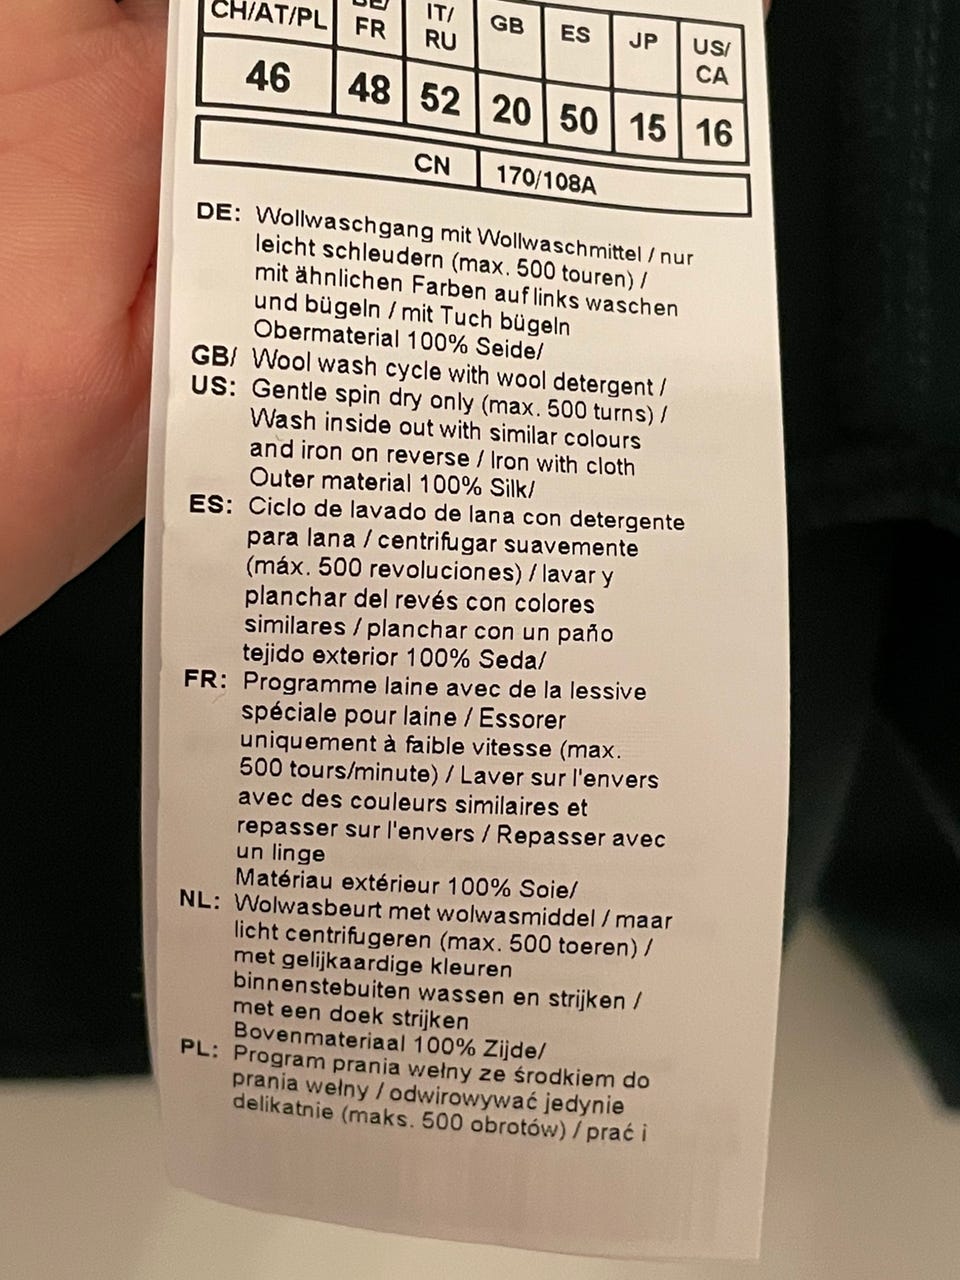 CH/AT/PL BE/FR IT/RU GB ES JP US/CA
46 48 52 20 50 15 16
CN 170/108A
DE: Wollwaschgang mit Wollwaschmittel / nur
leicht schleudern (max. 500 touren) /
mit ähnlichen Farben auf links waschen
und bügeln / mit Tuch bügeln
Obermaterial 100% Seide/
GB/ Wool wash cycle with wool detergent /
US: Gentle spin dry only (max. 500 turns) /
Wash inside out with similar colours
and iron on reverse / Iron with cloth
Outer material 100% Silk/
ES: Ciclo de lavado de lana con detergente
para lana / centrifugar suavemente
(máx. 500 revoluciones) / lavar y
planchar del revés con colores
similares / planchar con un paño
tejido exterior 100% Seda/
FR: Programme laine avec de la lessive
spéciale pour laine / Essorer
uniquement à faible vitesse (max.
500 tours/minute) / Laver sur l'envers
avec des couleurs similaires et
repasser sur l'envers / Repasser avec
un linge
Matériau extérieur 100% Soie/
NL: Wolwasbeurt met wolwasmiddel / maar
licht centrifugeren (max. 500 toeren) /
met gelijkaardige kleuren
binnenstebuiten wassen en strijken /
met een doek strijken
Bovenmateriaal 100% Zijde/
PL: Program prania wełny ze środkiem do
prania wełny / odwirowywać jedynie
delikatnie (maks. 500 obrotów) / prać i